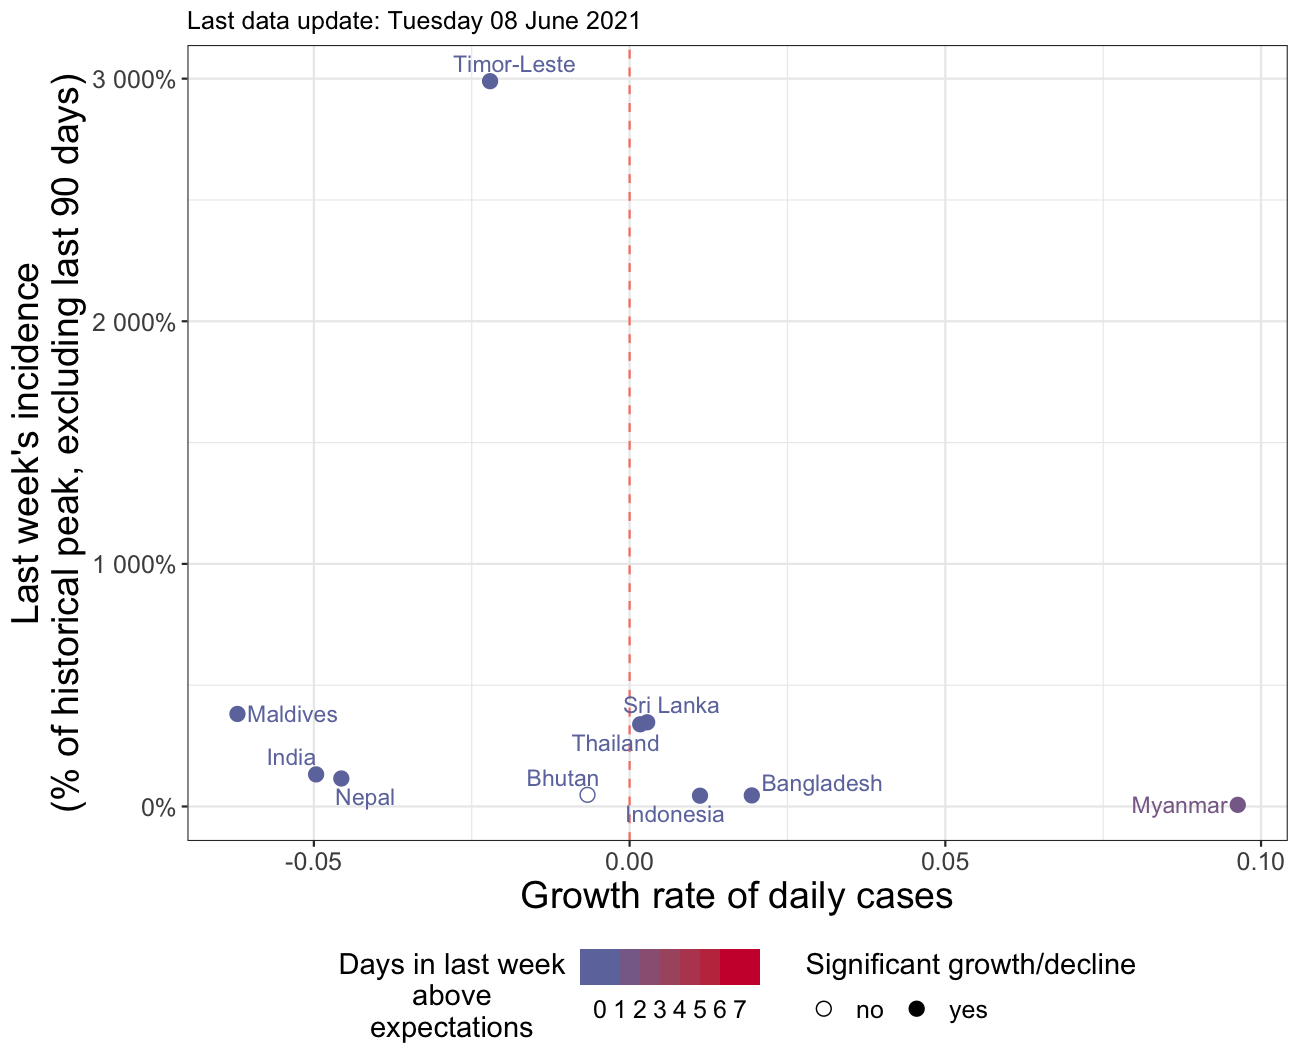 Last data update: Tuesday 08 June 2021
Last week's incidence
(% of historical peak, excluding last 90 days)
3 000%
2 000%
1 000%
0%
Timor-Leste
Maldives
Sri Lanka
Thailand
India
Nepal
Bhutan
Bangladesh
Indonesia
Myanmar
-0.05
0.00
0.05
0.10
Growth rate of daily cases
Days in last week
above
expectations
0 1 2 3 4 5 6 7
Significant growth/decline
no
yes